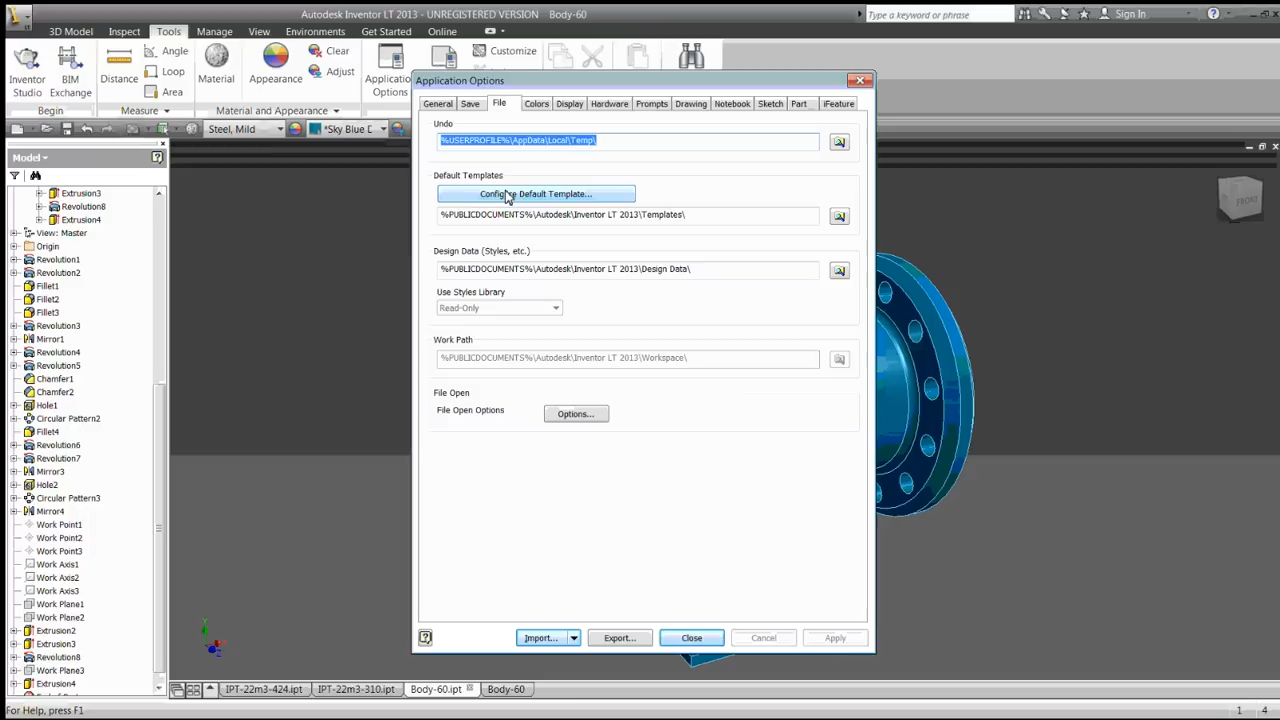 Autodesk Inventor LT 2013 - UNREGISTERED VERSION Body-60
Type a keyword or phrase
Sign In
3D Model Inspect Tools Manage View Environments Get Started Online
Inventor Studio
BIM Exchange
Distance
Angle
Loop
Area
Material
Appearance
Clear
Adjust
Application Options
Customize
Begin
Measure
Material and Appearance
Steel, Mild
*Sky Blue D
Model
Extrusion3
Revolution8
Extrusion4
View: Master
Origin
Revolution1
Revolution2
Fillet1
Fillet2
Fillet3
Revolution3
Mirror1
Revolution4
Revolution5
Chamfer1
Chamfer2
Hole1
Circular Pattern2
Fillet4
Revolution6
Revolution7
Mirror3
Hole2
Circular Pattern3
Mirror4
Work Point1
Work Point2
Work Point3
Work Axis1
Work Axis2
Work Axis3
Work Plane1
Work Plane2
Extrusion2
Extrusion3
Revolution8
Work Plane3
Extrusion4
Application Options
General Save File Colors Display Hardware Prompts Drawing Notebook Sketch Part iFeature
Undo
%USERPROFILE%\AppData\Local\Temp\
Default Templates
Configure Default Template...
%PUBLICDOCUMENTS%\Autodesk\Inventor LT 2013\Templates\
Design Data (Styles, etc.)
%PUBLICDOCUMENTS%\Autodesk\Inventor LT 2013\Design Data\
Use Styles Library
Read-Only
Work Path
%PUBLICDOCUMENTS%\Autodesk\Inventor LT 2013\Workspace\
File Open
File Open Options
Options...
Import... Export... Close Cancel Apply
FRONT
IPT-22m3-424.ipt IPT-22m3-310.ipt Body-60.ipt Body-60
For Help, press F1
1 4